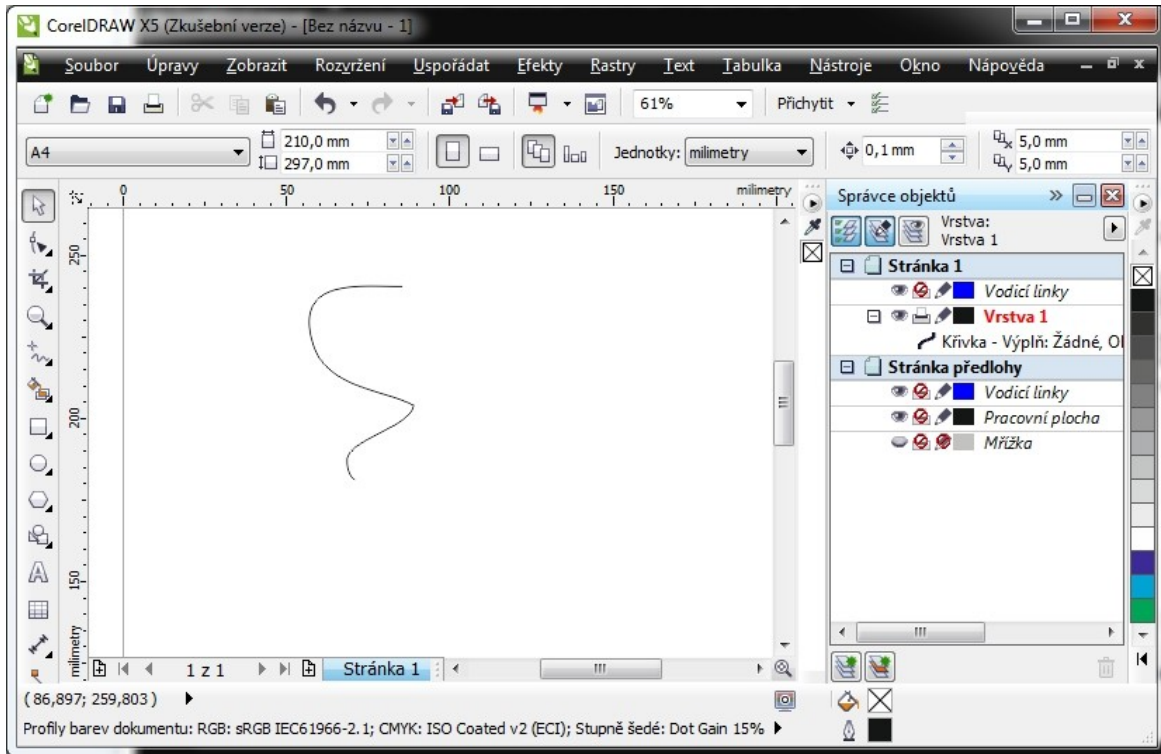 CorelDRAW X5 (Zkušební verze) - [Bez názvu - 1]
Soubor Úpravy Zobrazit Rozvržení Uspořádat Efekty Rastry Text Tabulka Nástroje Okno Nápověda
61% Přichytit
A4 210,0 mm 297,0 mm Jednotky: milimetry 0,1 mm 5,0 mm 5,0 mm
0 50 100 150 milimetry
250
200
150
milimetry
Správce objektů
Vrstva:
Vrstva 1
Stránka 1
Vodicí linky
Vrstva 1
Křivka - Výplň: Žádné,
Stránka předlohy
Vodicí linky
Pracovní plocha
Mřížka
1 z 1 Stránka 1
( 86,897; 259,803 )
Profily barev dokumentu: RGB: sRGB IEC61966-2.1; CMYK: ISO Coated v2 (ECI); Stupně šedé: Dot Gain 15%